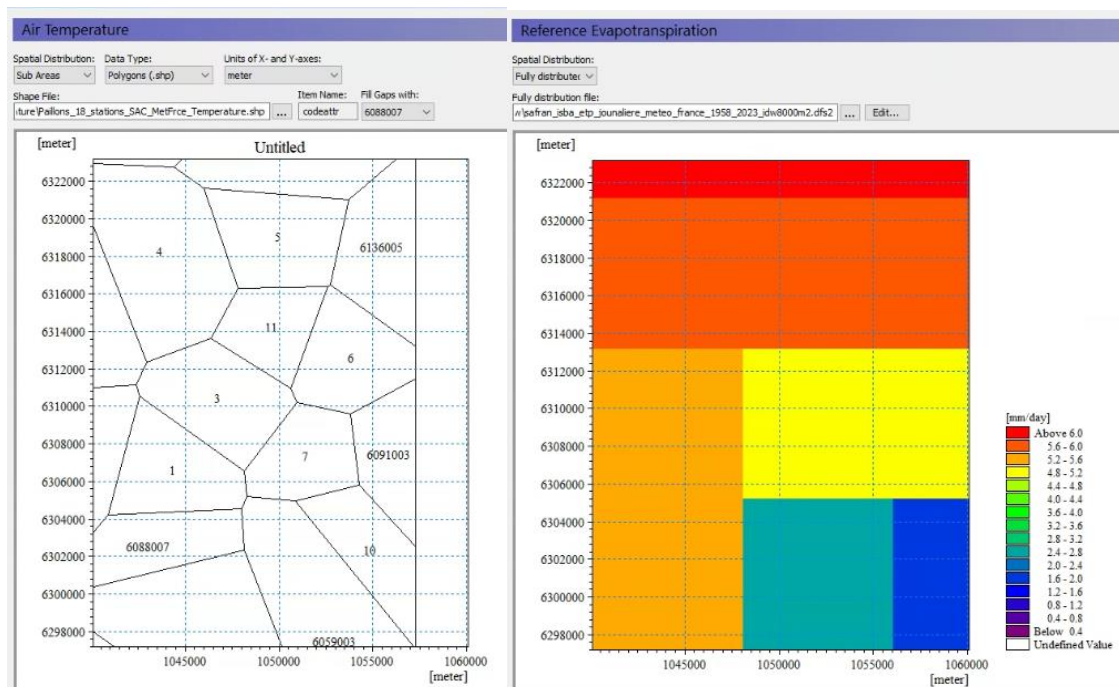 Air Temperature
Spatial Distribution: Data Type: Units of X- and Y-axes:
Sub Areas Polygons (.shp) meter
Shape File: Item Name: Fill Gaps with:
ıture\Paillons_18_stations_SAC_MetFrce_Temperature.shp ... codeattr 6088007
[meter]
Untitled
6322000
6320000
6318000
6316000
6314000
6312000
6310000
6308000
6306000
6304000
6302000
6300000
6298000
5
4
6136005
11
6
3
7
6091003
1
6088007
10
6059003
1045000 1050000 1055000 1060000
[meter]
Reference Evapotranspiration
Spatial Distribution:
Fully distributec
Fully distribution file:
v\safran_isba_etp_jounaliere_meteo_france_1958_2023_idw8000m2.dfs2 ... Edit...
[meter]
6322000
6320000
6318000
6316000
6314000
6312000
6310000
6308000
6306000
6304000
6302000
6300000
6298000
1045000 1050000 1055000 1060000
[meter]
[mm/day]
Above 6.0
5.6 - 6.0
5.2 - 5.6
4.8 - 5.2
4.4 - 4.8
4.0 - 4.4
3.6 - 4.0
3.2 - 3.6
2.8 - 3.2
2.4 - 2.8
2.0 - 2.4
1.6 - 2.0
1.2 - 1.6
0.8 - 1.2
0.4 - 0.8
Below 0.4
Undefined Value